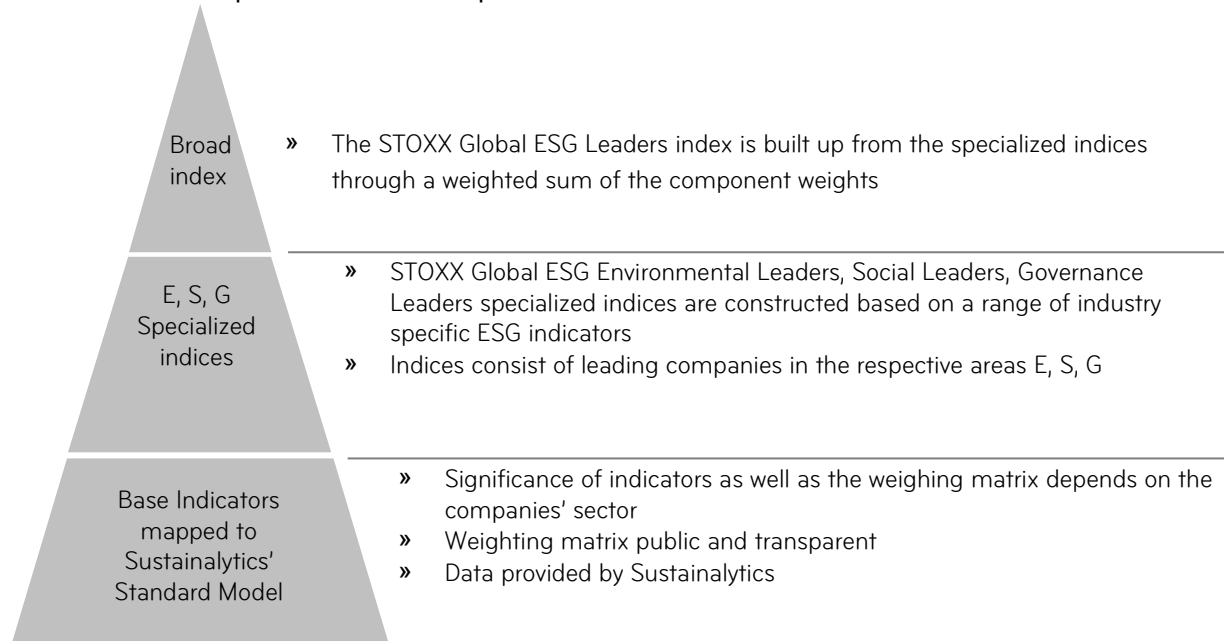 Broad
index
» The STOXX Global ESG Leaders index is built up from the specialized indices
through a weighted sum of the component weights
E, S, G
Specialized
indices
» STOXX Global ESG Environmental Leaders, Social Leaders, Governance
Leaders specialized indices are constructed based on a range of industry
specific ESG indicators
» Indices consist of leading companies in the respective areas E, S, G
Base Indicators
mapped to
Sustainalytics'
Standard Model
» Significance of indicators as well as the weighing matrix depends on the
companies' sector
» Weighting matrix public and transparent
» Data provided by Sustainalytics